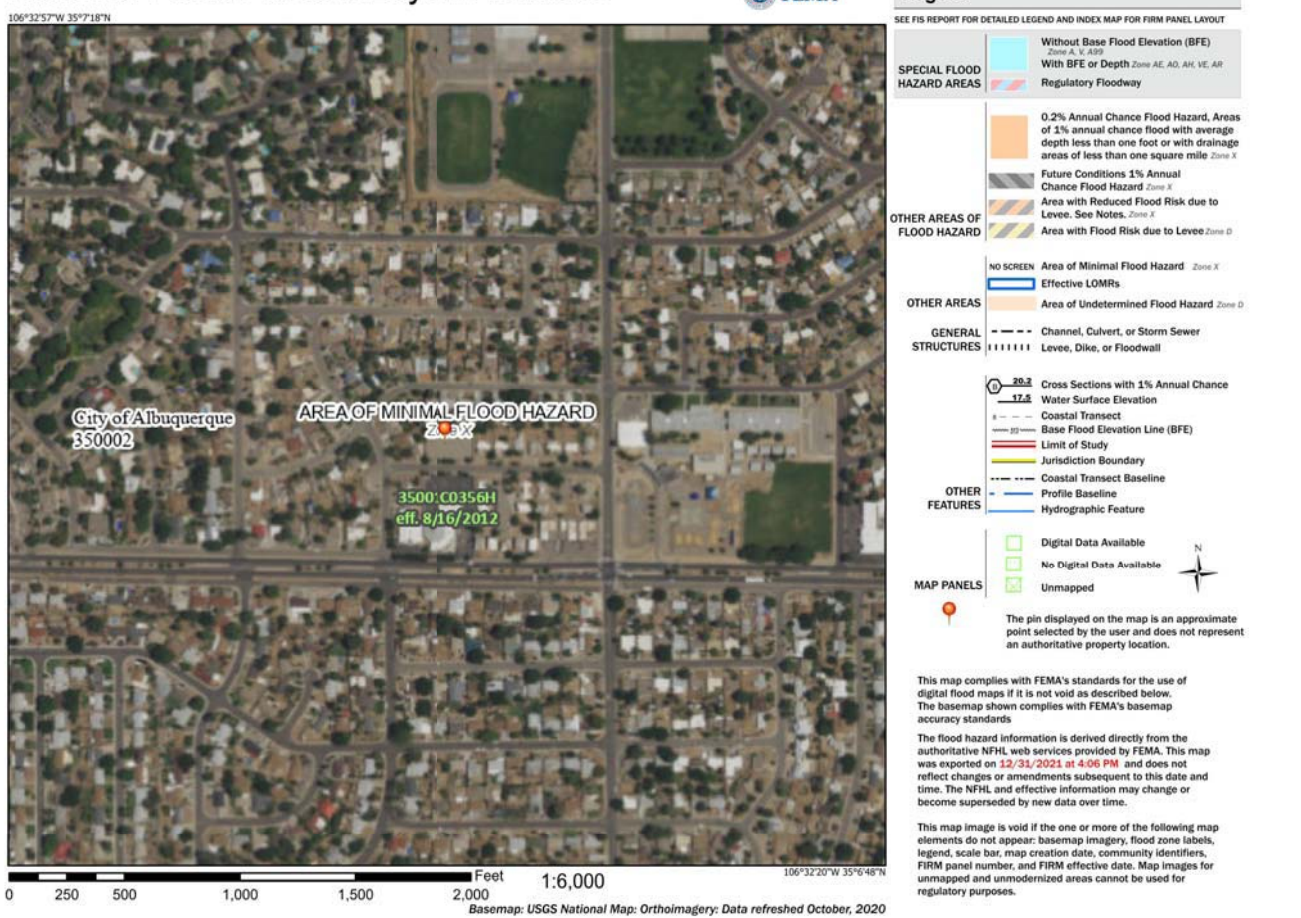 106°32'57"W 35°7'18"N
City of Albuquerque
350002
AREA OF MINIMAL FLOOD HAZARD
eff. 8/16/2012
0 250 500 1,000 1,500 2,000
Feet
1:6,000
106°32'20"W 35°6'48"N
Basemap: USGS National Map: Orthoimagery: Data refreshed October, 2020
SEE FIS REPORT FOR DETAILED LEGEND AND INDEX MAP FOR FIRM PANEL LAYOUT
SPECIAL FLOOD
HAZARD AREAS
Without Base Flood Elevation (BFE)
Zone A, V, A99
With BFE or Depth Zone AE, AO, AH, VE, AR
Regulatory Floodway
0.2% Annual Chance Flood Hazard, Areas
of 1% annual chance flood with average
depth less than one foot or with drainage
areas of less than one square mile Zone X
Future Conditions 1% Annual
Chance Flood Hazard Zone X
Area with Reduced Flood Risk due to
Levee. See Notes. Zone X
Area with Flood Risk due to Levee Zone D
OTHER AREAS OF
FLOOD HAZARD
NO SCREEN Area of Minimal Flood Hazard Zone X
Effective LOMRs
Area of Undetermined Flood Hazard Zone D
OTHER AREAS
GENERAL
STRUCTURES
Channel, Culvert, or Storm Sewer
Levee, Dike, or Floodwall
20.2 Cross Sections with 1% Annual Chance
17.5 Water Surface Elevation
Coastal Transect
Base Flood Elevation Line (BFE)
Limit of Study
Jurisdiction Boundary
Coastal Transect Baseline
Profile Baseline
Hydrographic Feature
OTHER
FEATURES
Digital Data Available
No Digital Data Available
Unmapped
MAP PANELS
N
The pin displayed on the map is an approximate
point selected by the user and does not represent
an authoritative property location.
This map complies with FEMA's standards for the use of
digital flood maps if it is not void as described below.
The basemap shown complies with FEMA's basemap
accuracy standards
The flood hazard information is derived directly from the
authoritative NFHL web services provided by FEMA. This map
was exported on 12/31/2021 at 4:06 PM and does not
reflect changes or amendments subsequent to this date and
time. The NFHL and effective information may change or
become superseded by new data over time.
This map image is void if the one or more of the following map
elements do not appear: basemap imagery, flood zone labels,
legend, scale bar, map creation date, community identifiers,
FIRM panel number, and FIRM effective date. Map images for
unmapped and unmodernized areas cannot be used for
regulatory purposes.